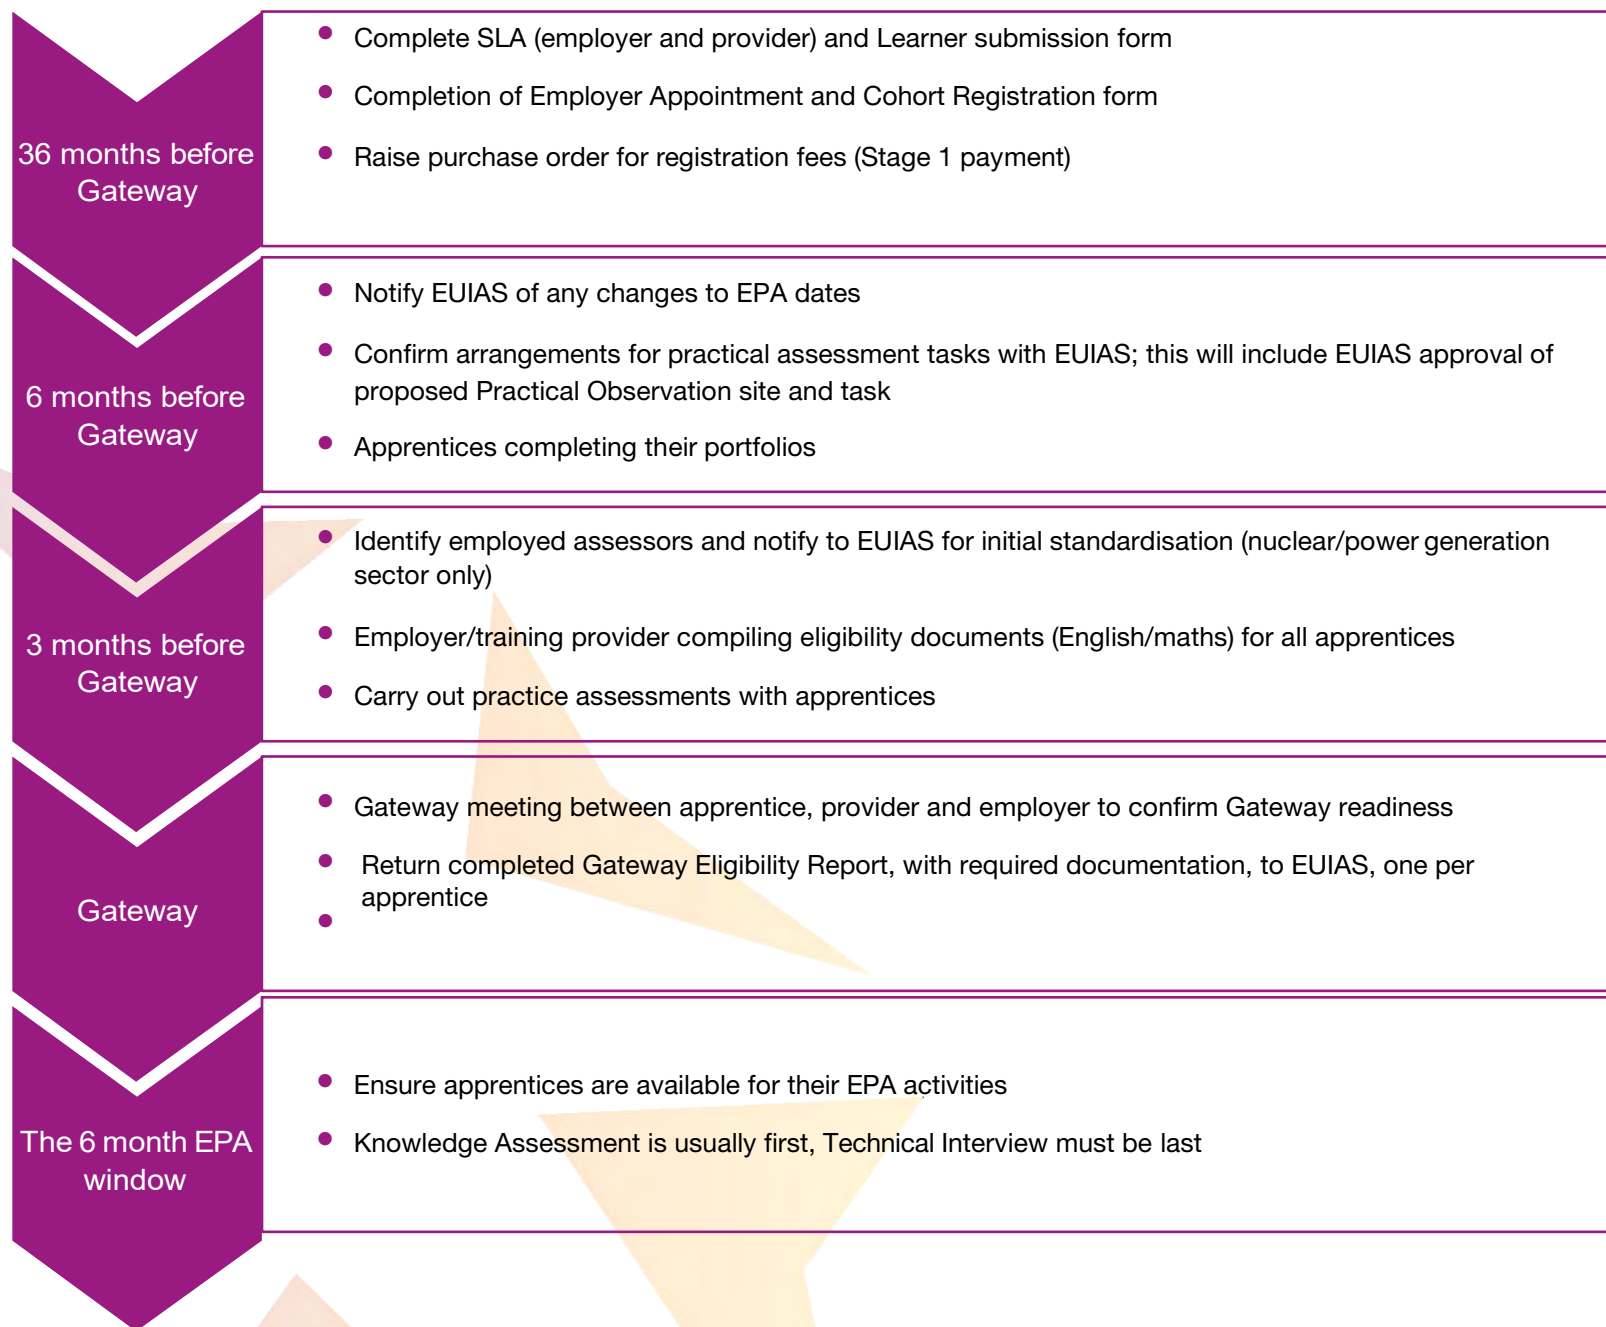 36 months before
Gateway
• Complete SLA (employer and provider) and Learner submission form
• Completion of Employer Appointment and Cohort Registration form
• Raise purchase order for registration fees (Stage 1 payment)
6 months before
Gateway
• Notify EUIAS of any changes to EPA dates
• Confirm arrangements for practical assessment tasks with EUIAS; this will include EUIAS approval of
proposed Practical Observation site and task
• Apprentices completing their portfolios
3 months before
Gateway
• Identify employed assessors and notify to EUIAS for initial standardisation (nuclear/power generation
sector only)
• Employer/training provider compiling eligibility documents (English/maths) for all apprentices
• Carry out practice assessments with apprentices
Gateway
• Gateway meeting between apprentice, provider and employer to confirm Gateway readiness
• Return completed Gateway Eligibility Report, with required documentation, to EUIAS, one per
apprentice
•
The 6 month EPA
window
• Ensure apprentices are available for their EPA activities
• Knowledge Assessment is usually first, Technical Interview must be last